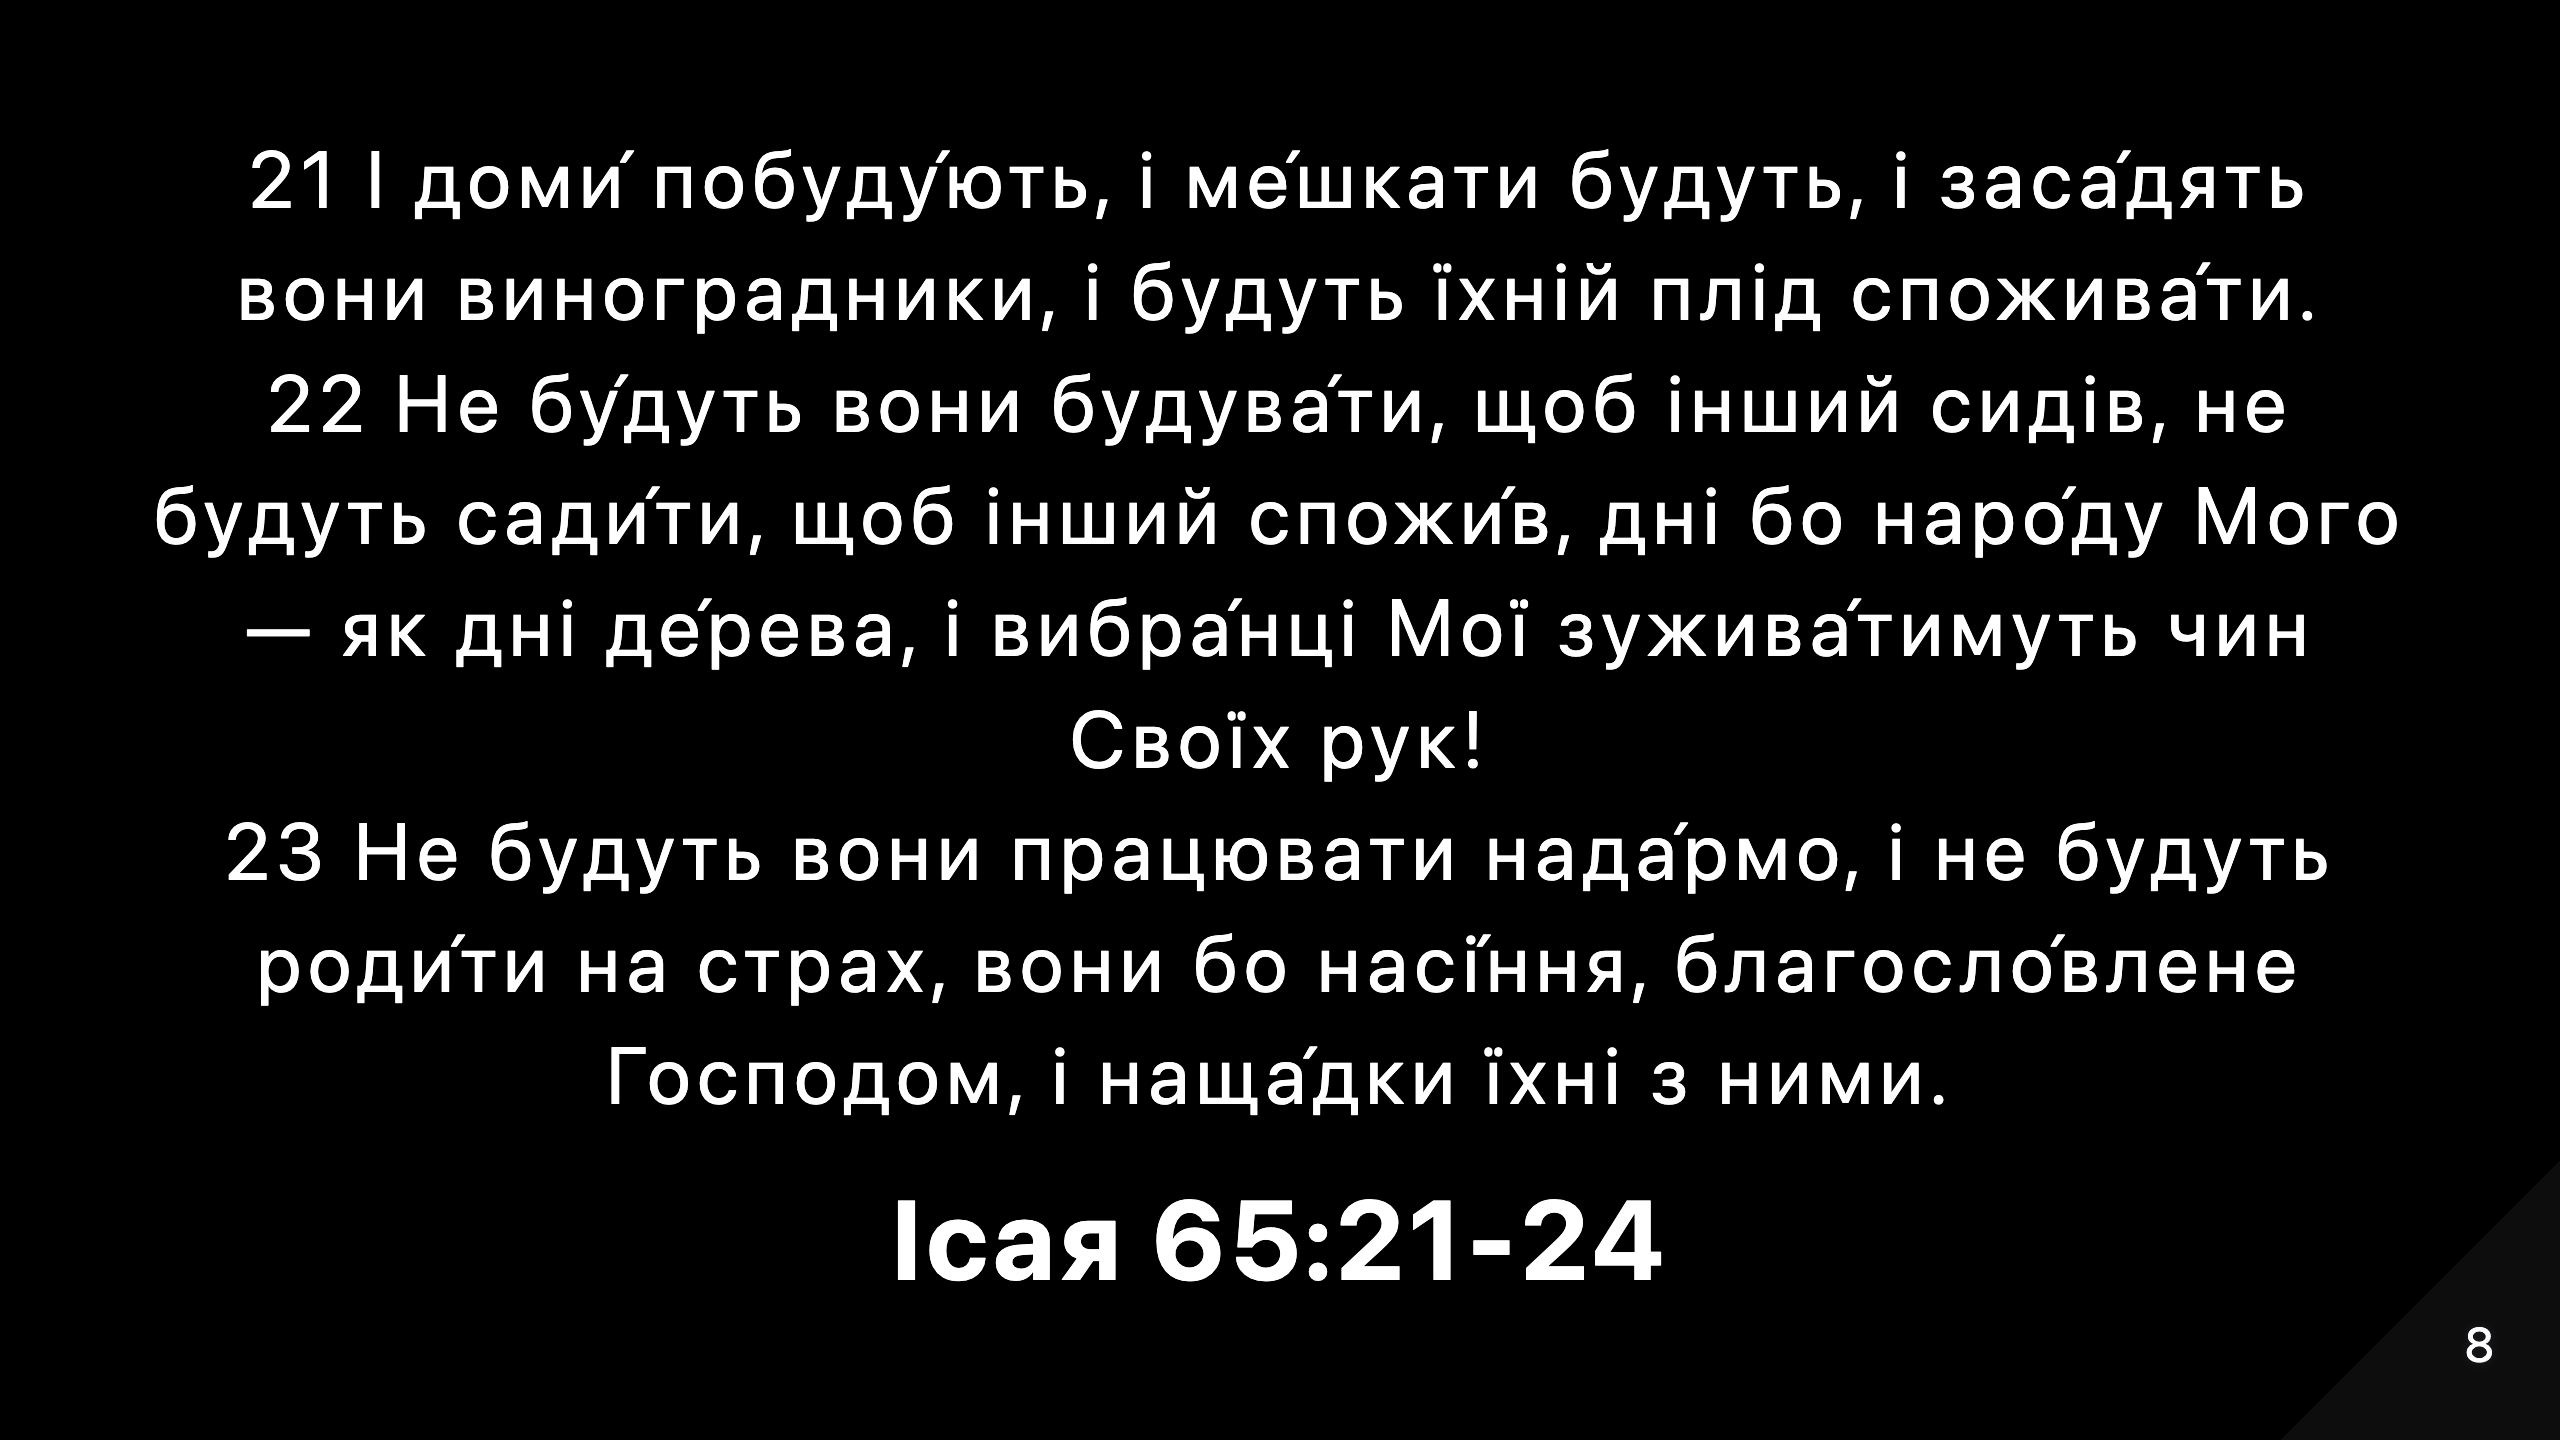 21 І доми́ побуду́ють, і ме́шкати будуть, і заса́дять
вони виноградники, і будуть їхній плід спожива́ти.
22 Не бу́дуть вони будува́ти, щоб інший сидів, не
будуть сади́ти, щоб інший спожи́в, дні бо наро́ду Мого
— як дні де́рева, і вибра́нці Мої зужива́тимуть чин
Своїх рук!
23 Не будуть вони працювати нада́рмо, і не будуть
роди́ти на страх, вони бо насі́ння, благосло́влене
Господом, і наща́дки їхні з ними.
Ісая 65:21-24
8